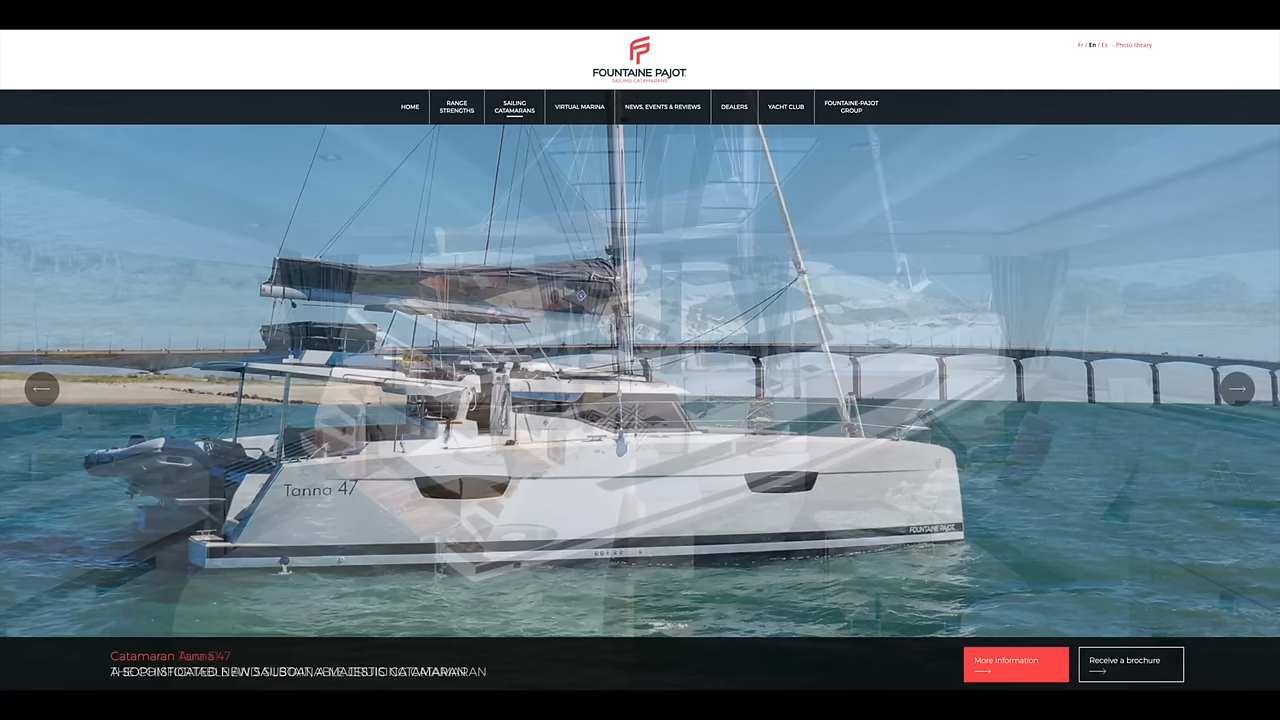 Fr / En / Es - Photo library
FOUNTAINE PAJOT
SAILING CATAMARANS
HOME
RANGE
STRENGTHS
SAILING
CATAMARANS
VIRTUAL MARINA
NEWS, EVENTS & REVIEWS
DEALERS
YACHT CLUB
FOUNTAINE-PAJOT
GROUP
Tanna 47
FOUNTAINE PAJOT
Catamaran
More information
Receive a brochure